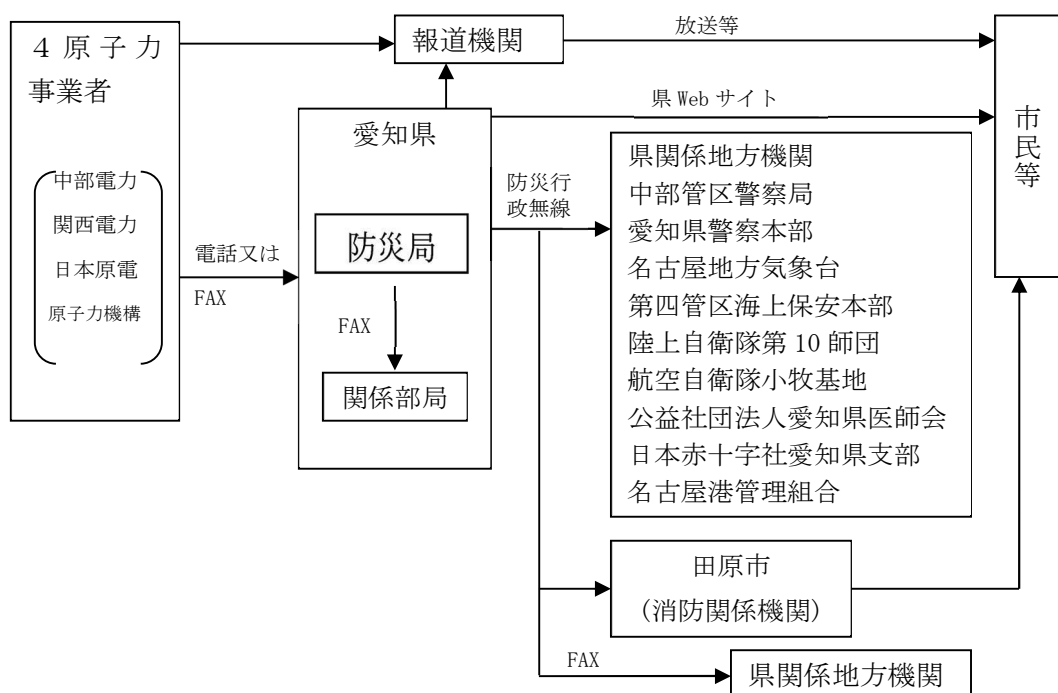 ４原子力
事業者
中部電力
関西電力
日本原電
原子力機構
電話又は
FAX
報道機関
放送等
県Webサイト
愛知県
防災局
FAX
関係部局
防災行
政無線
県関係地方機関
中部管区警察局
愛知県警察本部
名古屋地方気象台
第四管区海上保安本部
陸上自衛隊第10師団
航空自衛隊小牧基地
公益社団法人愛知県医師会
日本赤十字社愛知県支部
名古屋港管理組合
田原市
(消防関係機関)
FAX
県関係地方機関
市民等